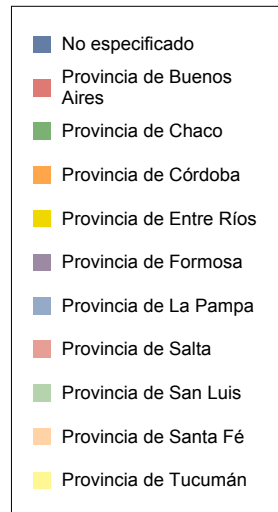 No especificado
Provincia de Buenos
Aires
Provincia de Chaco
Provincia de Córdoba
Provincia de Entre Ríos
Provincia de Formosa
Provincia de La Pampa
Provincia de Salta
Provincia de San Luis
Provincia de Santa Fé
Provincia de Tucumán